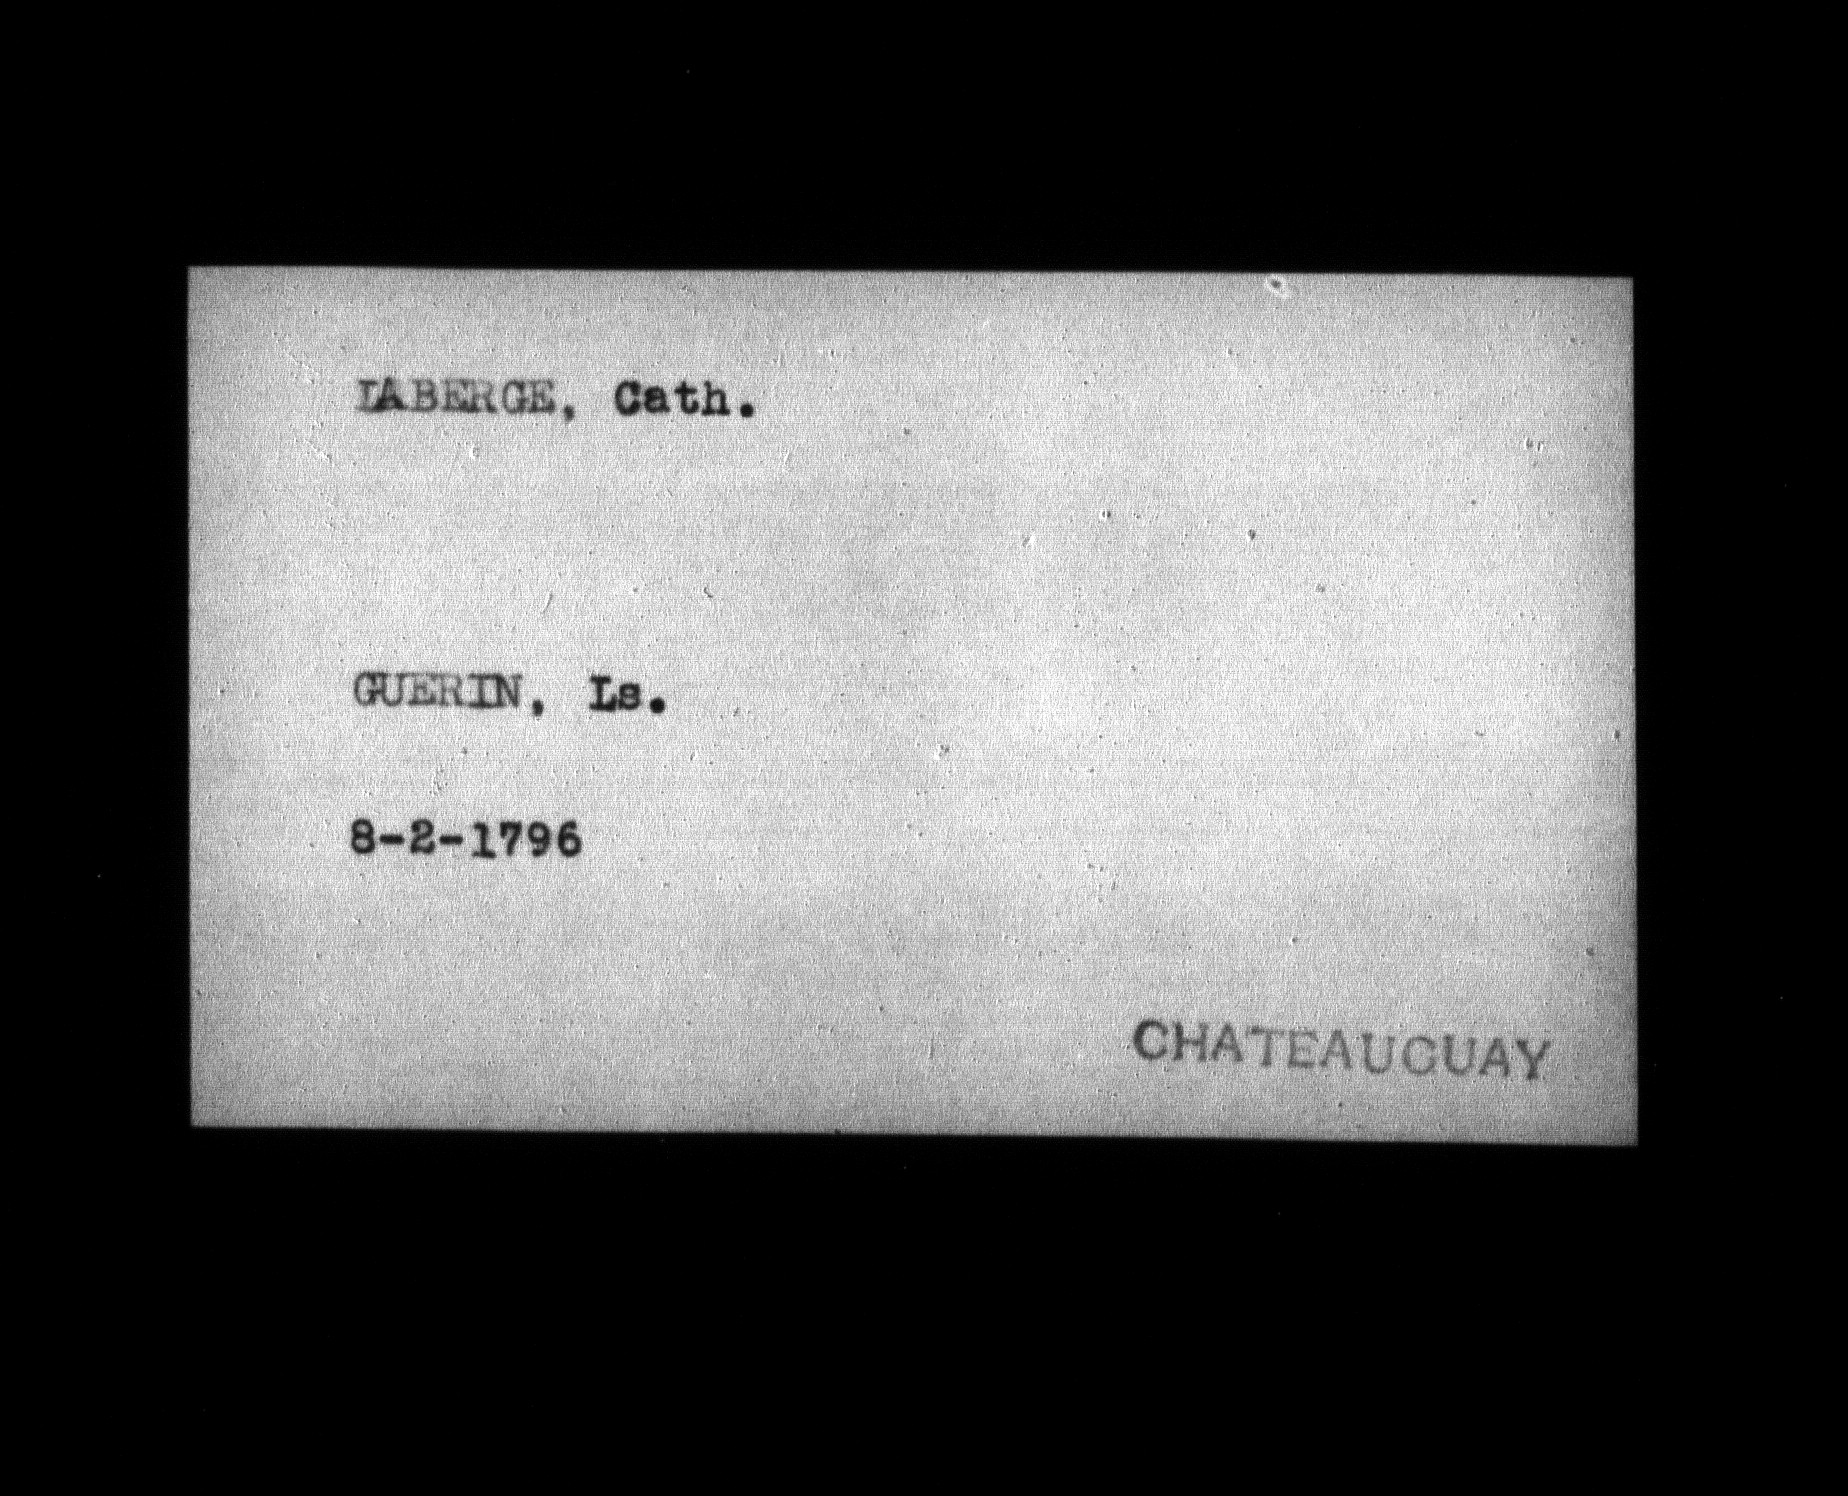 LABERGE, Cath.
GUERIN, Ls.
8-2-1796
CHATEAUGUAY